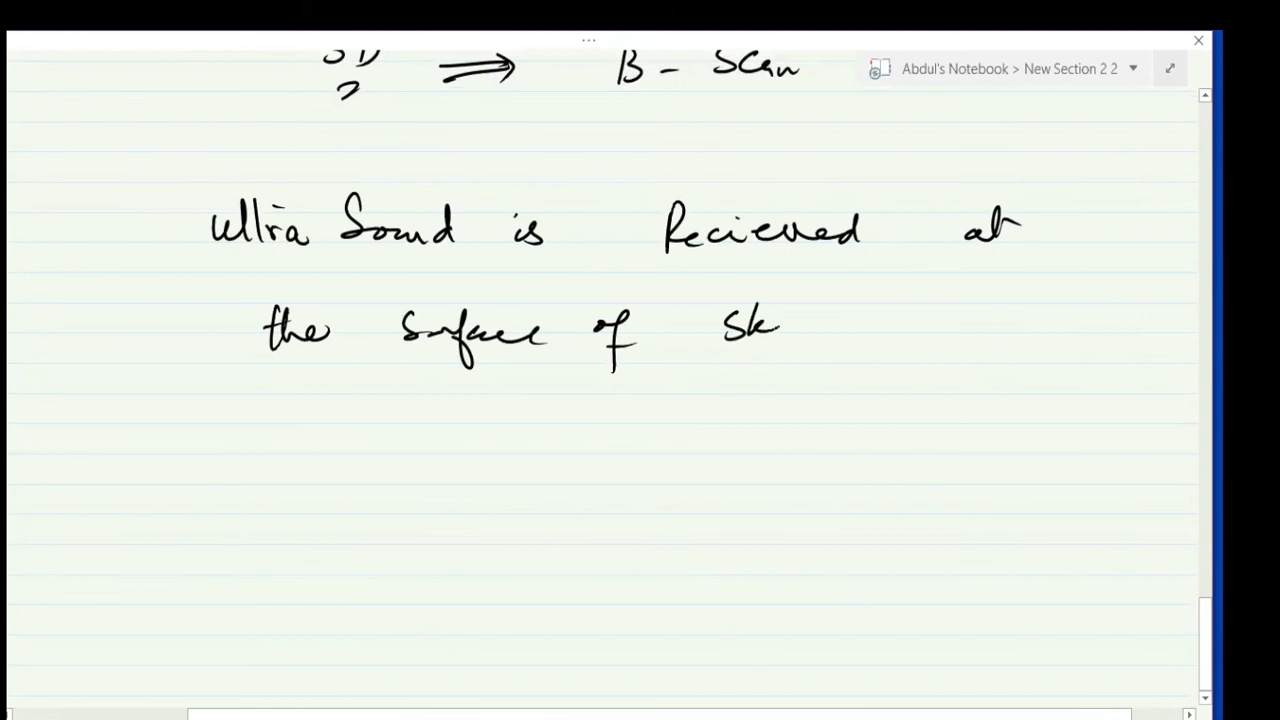 ⟹ B - Scan
Abdul's Notebook > New Section 2 2
Ultra Sound is Recieved at
the Surface of Sk